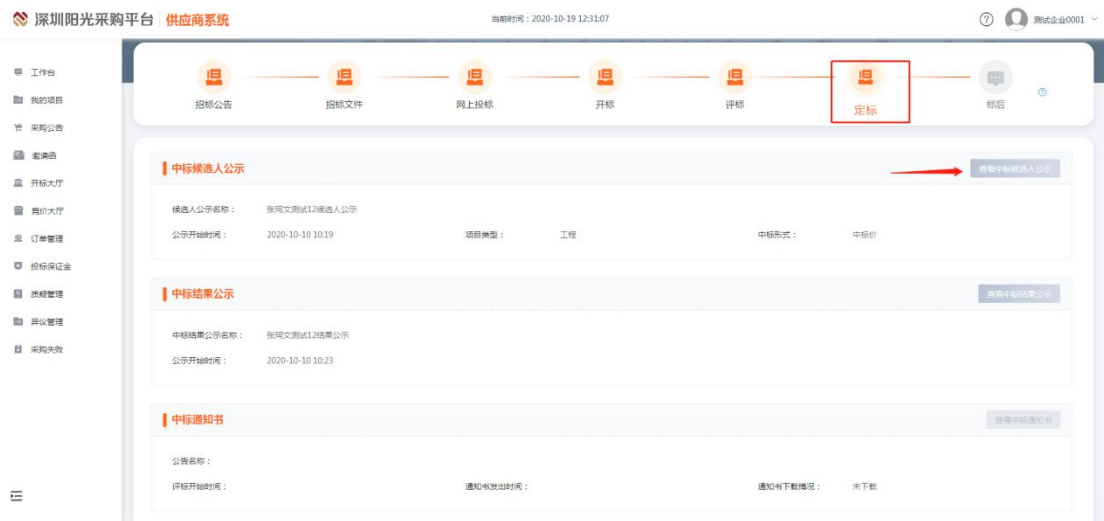 深圳阳光采购平台 供应商系统 当前时间：2020-10-19 12:31:07 测试企业0001
工作台
我的项目
采购公告
邀请函
开标大厅
竞价大厅
订单管理
投标保证金
质疑管理
异议管理
采购失败
招标公告 招标文件 网上投标 开标 评标 定标 标后
中标候选人公示 查看中标候选人公示
候选人公示名称： 张珂文测试12候选人公示
公示开始时间： 2020-10-10 10:19 项目类型： 工程 中标形式： 中标价
中标结果公示 查看中标结果公示
中标结果公示名称： 张珂文测试12结果公示
公示开始时间： 2020-10-10 10:23
中标通知书 查看中标通知书
公告名称：
评标开始时间： 通知书发出时间： 通知书下载情况： 未下载